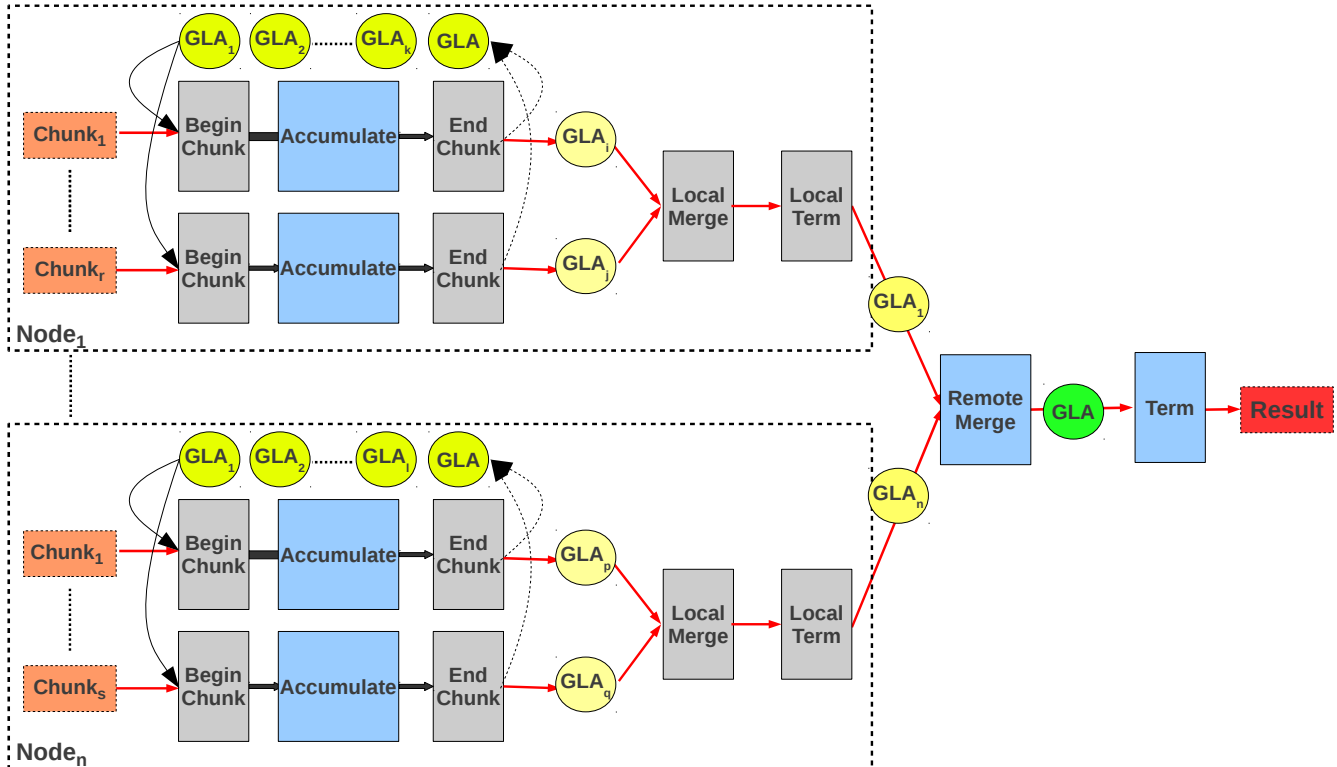 GLA1 GLA2 GLAk GLA
Chunk1
Begin
Chunk
Accumulate
End
Chunk
GLAi
Local
Merge
Local
Term
Chunkr
Begin
Chunk
Accumulate
End
Chunk
GLAj
Node1
GLA1
Remote
Merge
GLA
Term
Result
GLA1 GLA2 GLAl GLA
Chunk1
Begin
Chunk
Accumulate
End
Chunk
GLAp
Local
Merge
Local
Term
GLAn
Chunks
Begin
Chunk
Accumulate
End
Chunk
GLAq
Noden